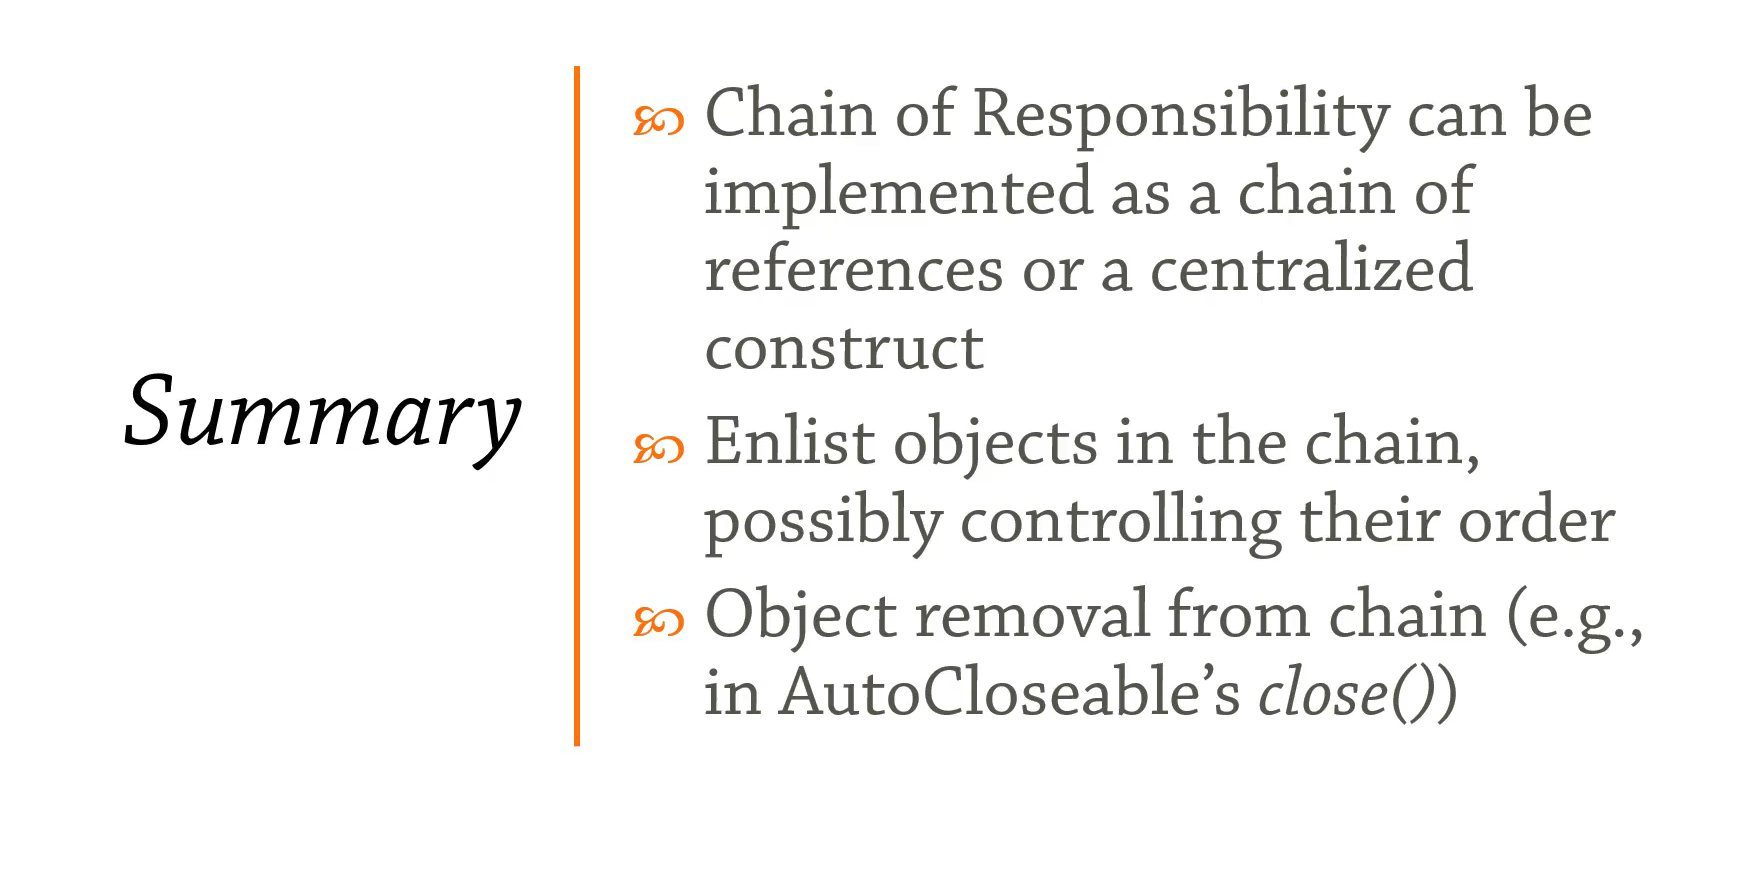 Summary
Chain of Responsibility can be
implemented as a chain of
references or a centralized
construct
Enlist objects in the chain,
possibly controlling their order
Object removal from chain (e.g.,
in AutoCloseable’s close())